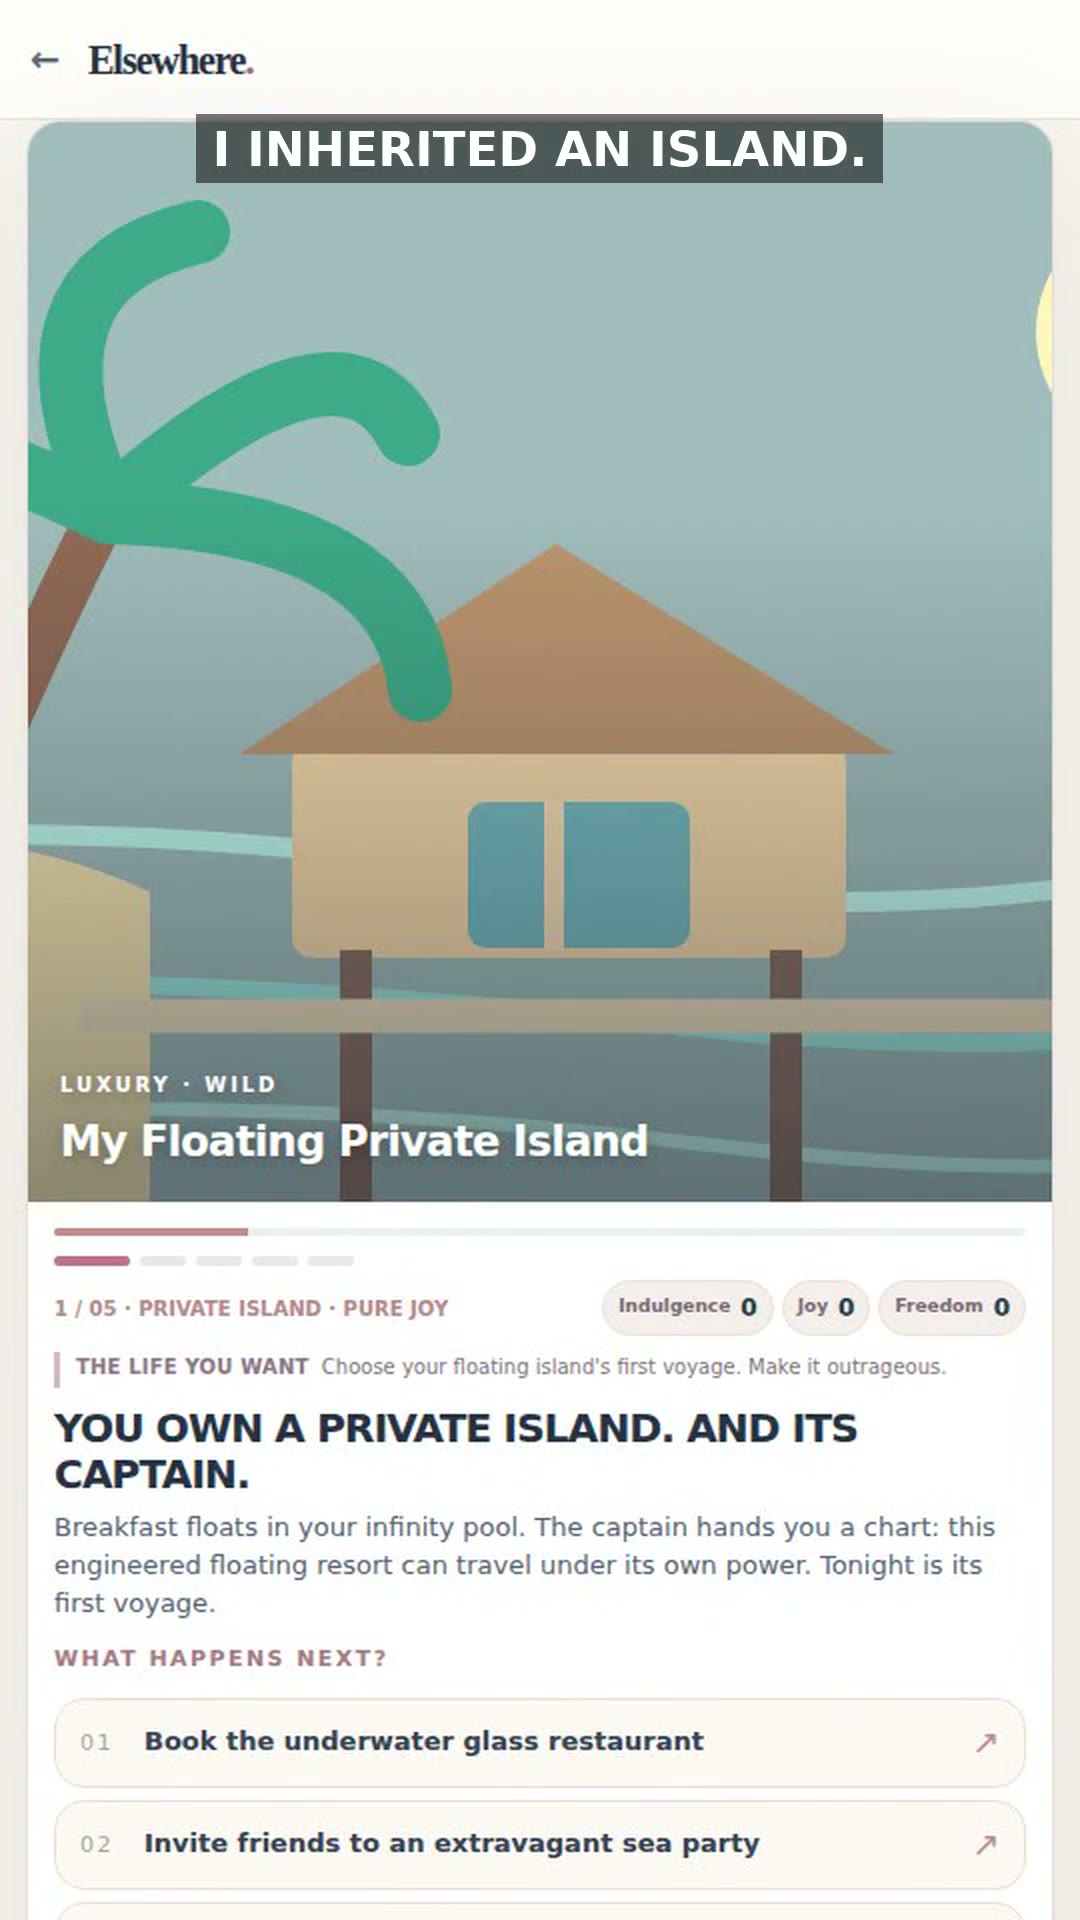 ← Elsewhere.
I INHERITED AN ISLAND.
LUXURY · WILD
My Floating Private Island
1 / 05 · PRIVATE ISLAND · PURE JOY
Indulgence 0 Joy 0 Freedom 0
THE LIFE YOU WANT Choose your floating island's first voyage. Make it outrageous.
YOU OWN A PRIVATE ISLAND. AND ITS
CAPTAIN.
Breakfast floats in your infinity pool. The captain hands you a chart: this
engineered floating resort can travel under its own power. Tonight is its
first voyage.
WHAT HAPPENS NEXT?
01 Book the underwater glass restaurant ↗
02 Invite friends to an extravagant sea party ↗